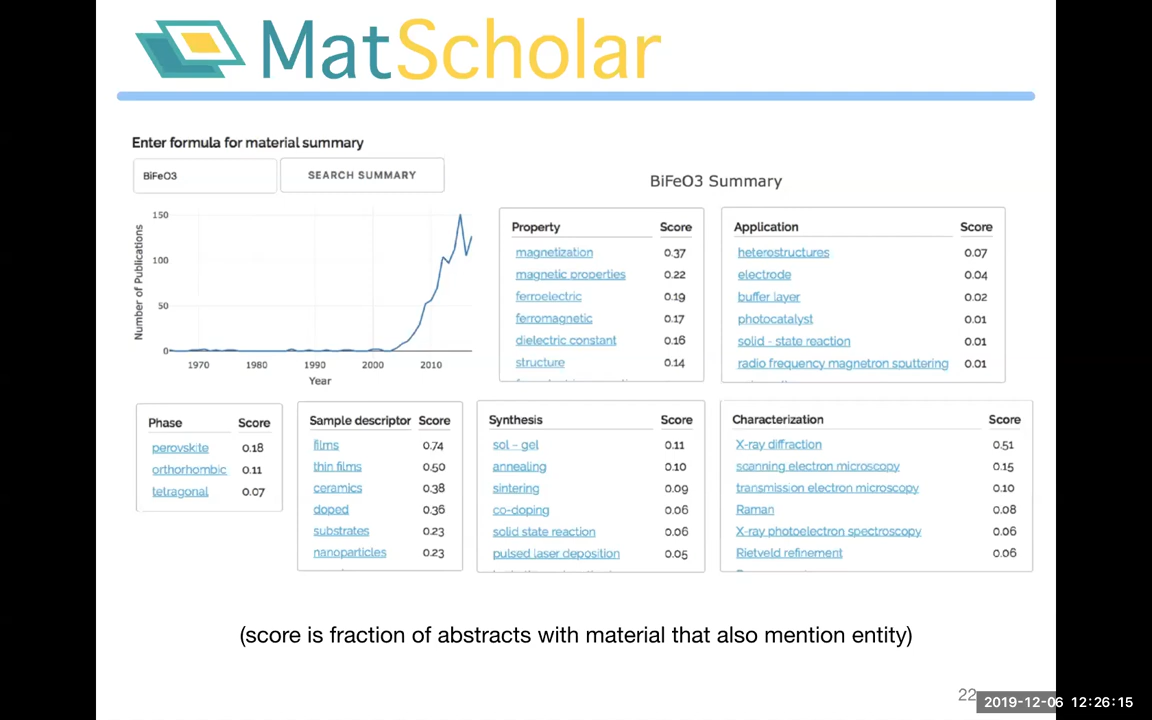 MatScholar
Enter formula for material summary
BiFeO3
SEARCH SUMMARY
Number of Publications
150
100
50
0
1970 1980 1990 2000 2010
Year
BiFeO3 Summary
Property Score
magnetization 0.37
magnetic properties 0.22
ferroelectric 0.19
ferromagnetic 0.17
dielectric constant 0.16
structure 0.14
Application Score
heterostructures 0.07
electrode 0.04
buffer layer 0.02
photocatalyst 0.01
solid - state reaction 0.01
radio frequency magnetron sputtering 0.01
Phase Score
perovskite 0.18
orthorhombic 0.11
tetragonal 0.07
Sample descriptor Score
films 0.74
thin films 0.50
ceramics 0.38
doped 0.36
substrates 0.23
nanoparticles 0.23
Synthesis Score
sol - gel 0.11
annealing 0.10
sintering 0.09
co-doping 0.06
solid state reaction 0.06
pulsed laser deposition 0.05
Characterization Score
X-ray diffraction 0.51
scanning electron microscopy 0.15
transmission electron microscopy 0.10
Raman 0.08
X-ray photoelectron spectroscopy 0.06
Rietveld refinement 0.06
(score is fraction of abstracts with material that also mention entity)
22
2019-12-06 12:26:15